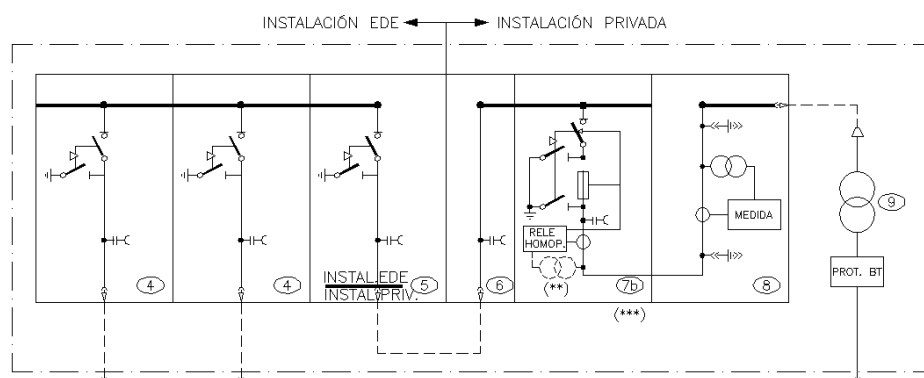 INSTALACIÓN EDE
INSTALACIÓN PRIVADA
MEDIDA
9
RELE
HOMOP.
PROT. BT
INSTAL.EDE
INSTAL.PRIV.
4
4
5
6
(**)
7b
8
(***)